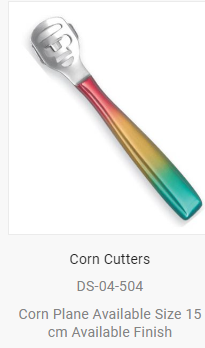 Corn Cutters
DS-04-504
Corn Plane Available Size 15
cm Available Finish